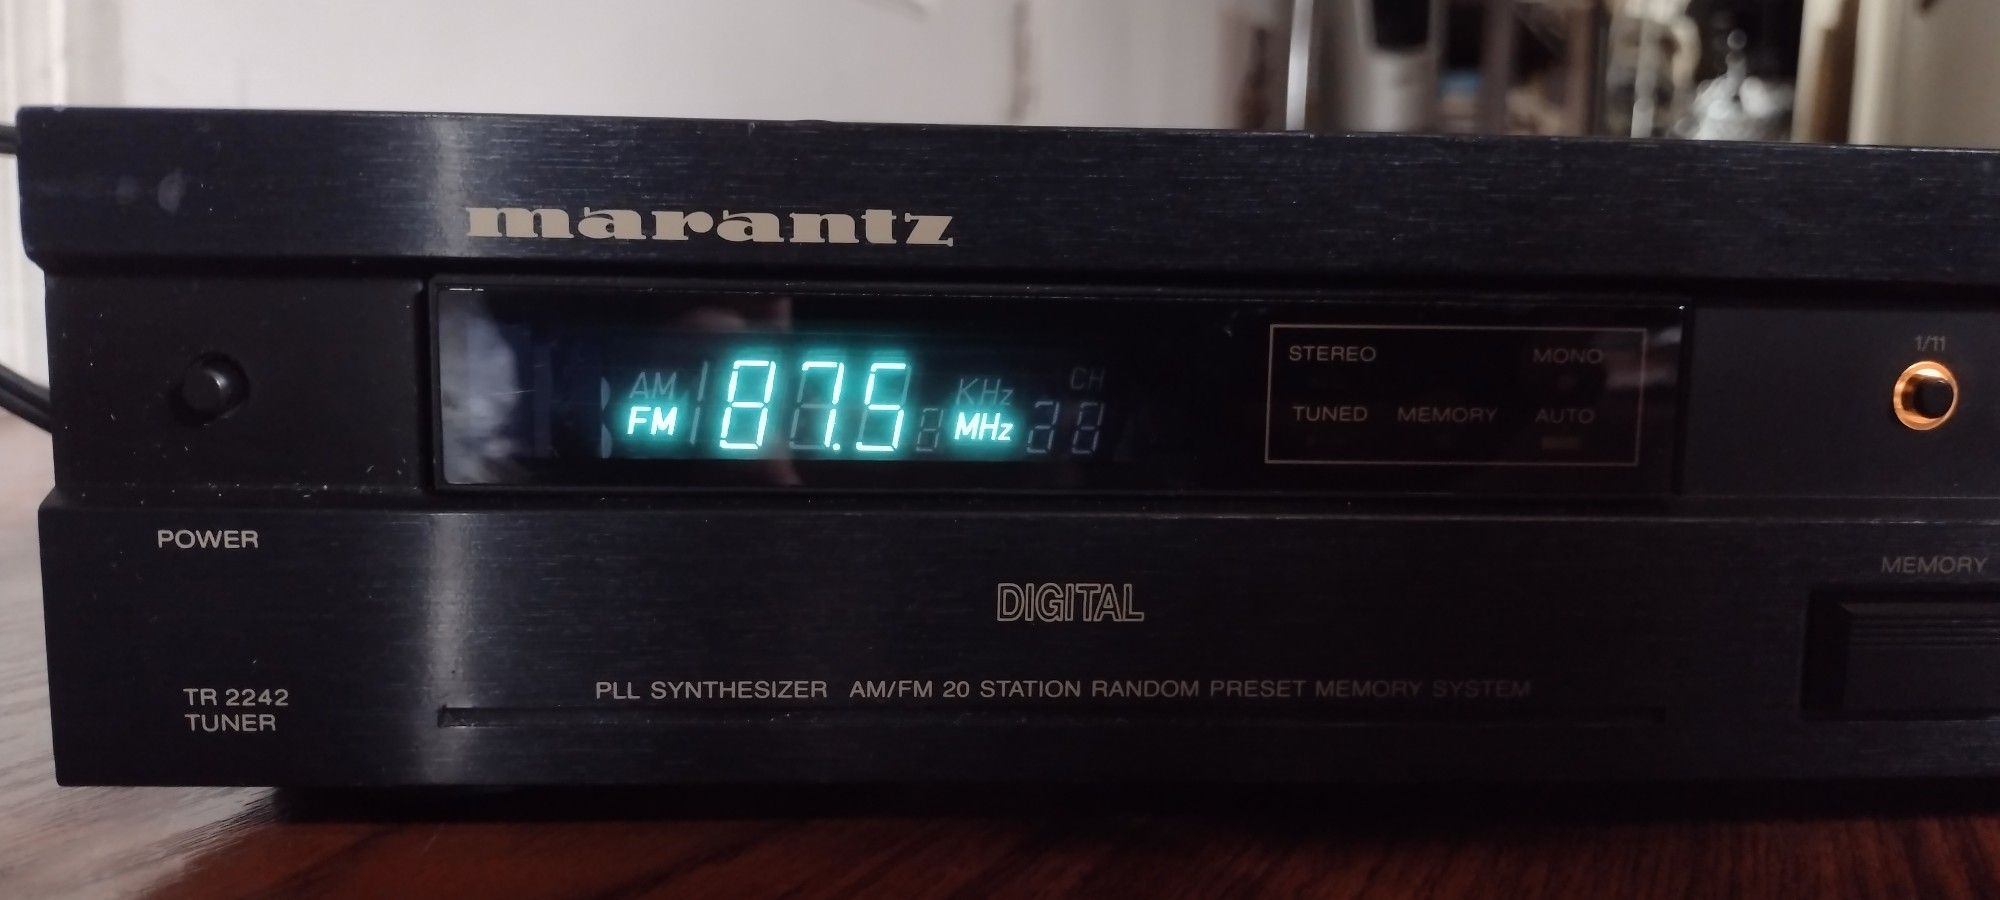 marantz
AM CH
KHz
FM 87.5 MHz
STEREO MONO
TUNED MEMORY AUTO
1/11
POWER
MEMORY
DIGITAL
TR 2242
TUNER
PLL SYNTHESIZER AM/FM 20 STATION RANDOM PRESET MEMORY SYSTEM